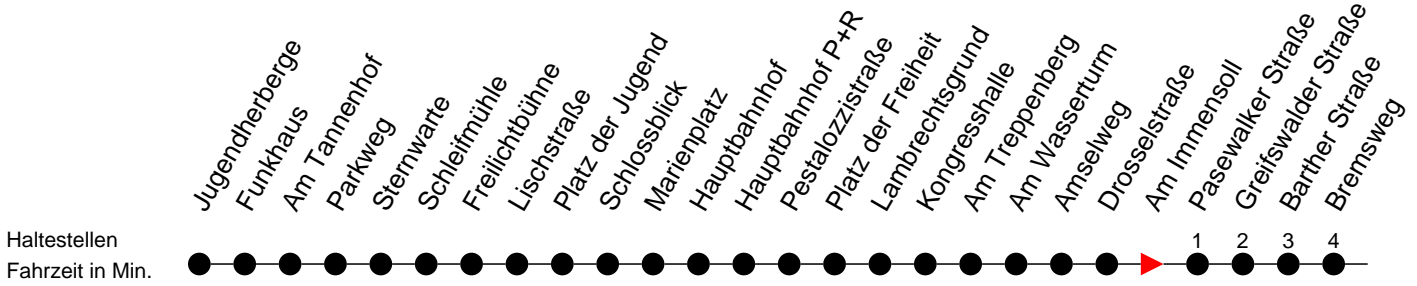 Jugendherberge
Funkhaus
Am Tannenhof
Parkweg
Sternwarte
Schleifmühle
Freilichtbühne
Lischstraße
Platz der Jugend
Schlossblick
Marienplatz
Hauptbahnhof
Hauptbahnhof P+R
Pestalozzistraße
Platz der Freiheit
Lambrechtsgrund
Kongresshalle
Am Treppenberg
Am Wasserturm
Amselweg
Drosselstraße
Am Immensoll
Pasewalker Straße
Greifswalder Straße
Barther Straße
Bremsweg
Haltestellen
1 2 3 4
Fahrzeit in Min.